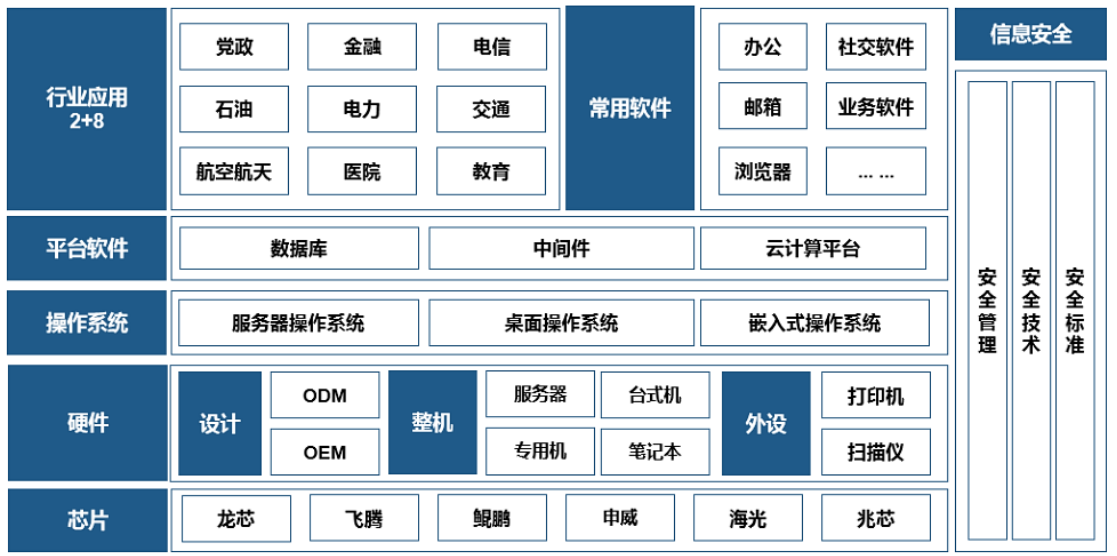 行业应用
2+8
党政
金融
电信
石油
电力
交通
航空航天
医院
教育
常用软件
办公
社交软件
邮箱
业务软件
浏览器
... ...
信息安全
安全管理
安全技术
安全标准
平台软件
数据库
中间件
云计算平台
操作系统
服务器操作系统
桌面操作系统
嵌入式操作系统
硬件
设计
ODM
OEM
整机
服务器
台式机
专用机
笔记本
外设
打印机
扫描仪
芯片
龙芯
飞腾
鲲鹏
申威
海光
兆芯